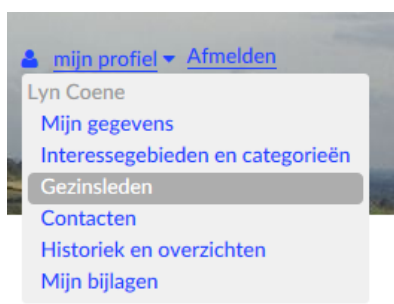 mijn profiel Afmelden
Lyn Coene
Mijn gegevens
Interessegebieden en categorieën
Gezinsleden
Contacten
Historiek en overzichten
Mijn bijlagen